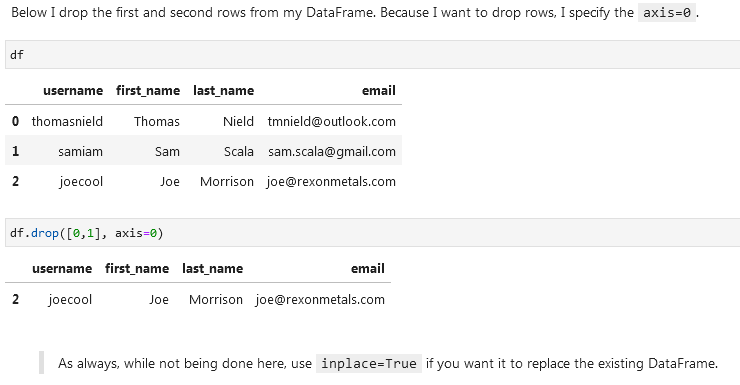 Below I drop the first and second rows from my DataFrame. Because I want to drop rows, I specify the axis=0.
df
username first_name last_name email
0 thomasnield Thomas Nield tmnield@outlook.com
1 samiam Sam Scala sam.scala@gmail.com
2 joecool Joe Morrison joe@rexonmetals.com
df.drop([0,1], axis=0)
username first_name last_name email
2 joecool Joe Morrison joe@rexonmetals.com
As always, while not being done here, use inplace=True if you want it to replace the existing DataFrame.